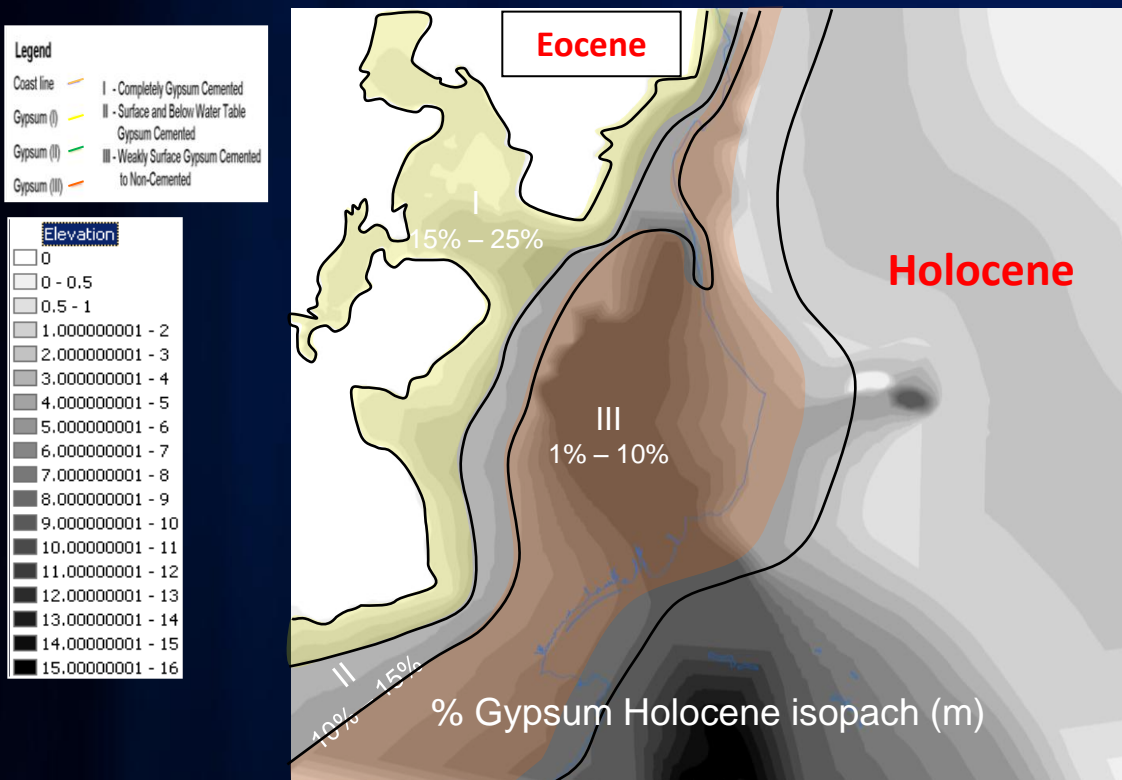 Legend
Coast line
Gypsum (I)
Gypsum (II)
Gypsum (III)
I - Completely Gypsum Cemented
II - Surface and Below Water Table
Gypsum Cemented
III - Weakly Surface Gypsum Cemented
to Non-Cemented
Elevation
0
0 - 0.5
0.5 - 1
1.000000001 - 2
2.000000001 - 3
3.000000001 - 4
4.000000001 - 5
5.000000001 - 6
6.000000001 - 7
7.000000001 - 8
8.000000001 - 9
9.000000001 - 10
10.00000001 - 11
11.00000001 - 12
12.00000001 - 13
13.00000001 - 14
14.00000001 - 15
15.00000001 - 16
Eocene
I
15% – 25%
Holocene
III
1% – 10%
II
10% 15%
% Gypsum Holocene isopach (m)